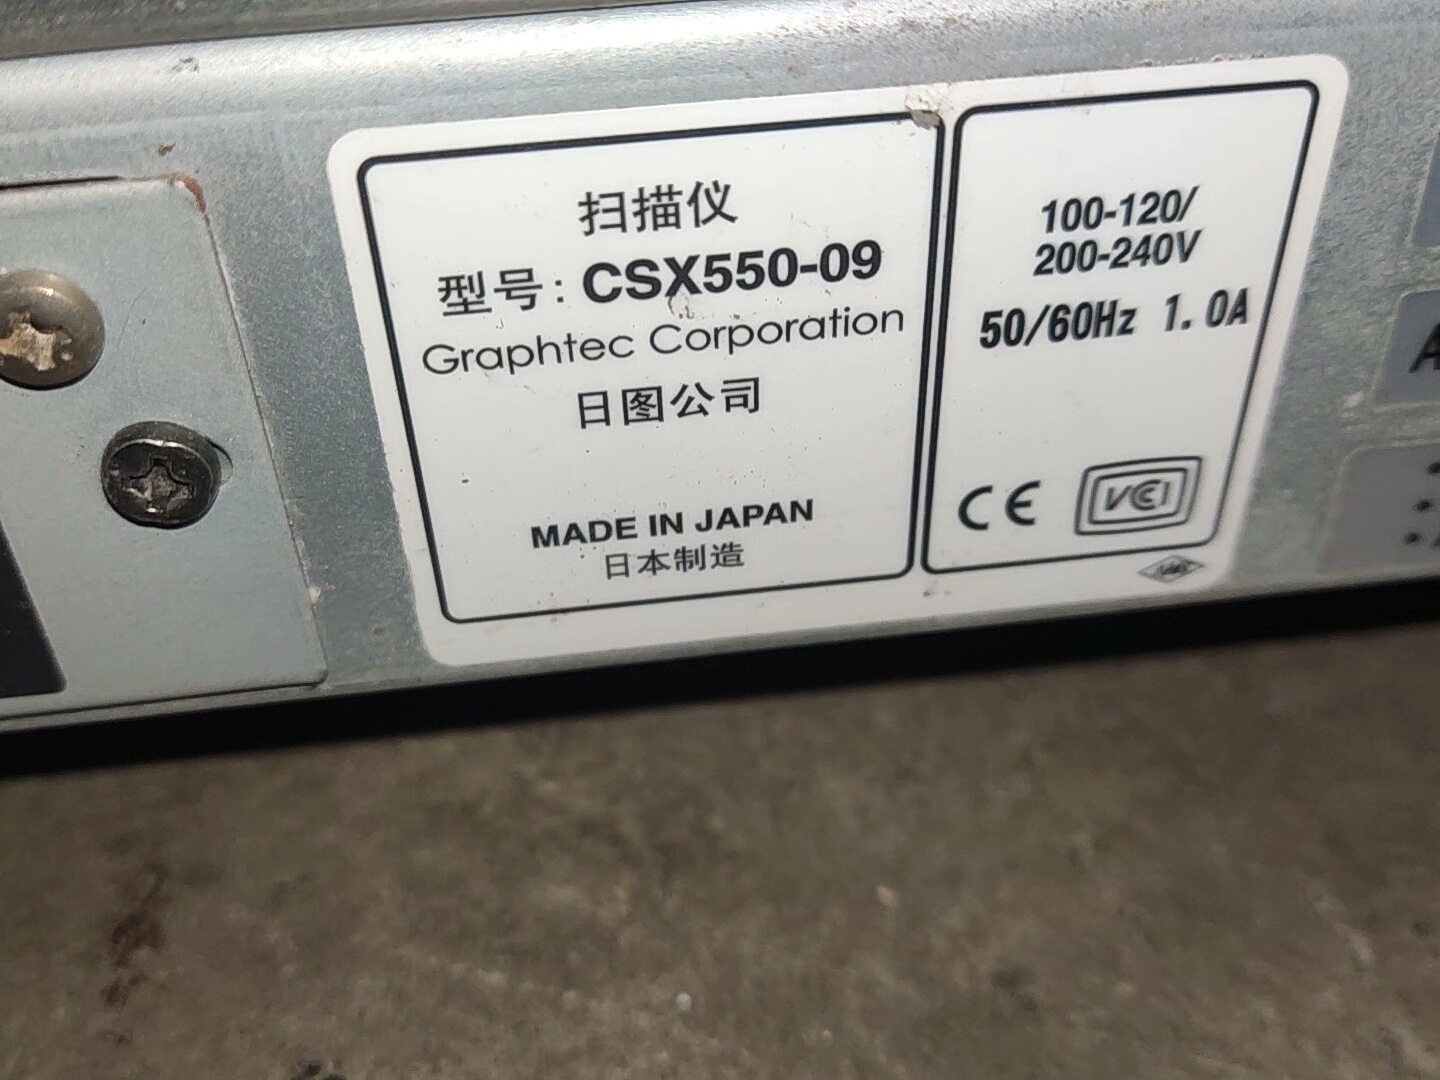 扫描仪
型号: CSX550-09
Graphtec Corporation
日图公司
MADE IN JAPAN
日本制造
100-120/
200-240V
50/60Hz 1.0A
CE VCCI
A